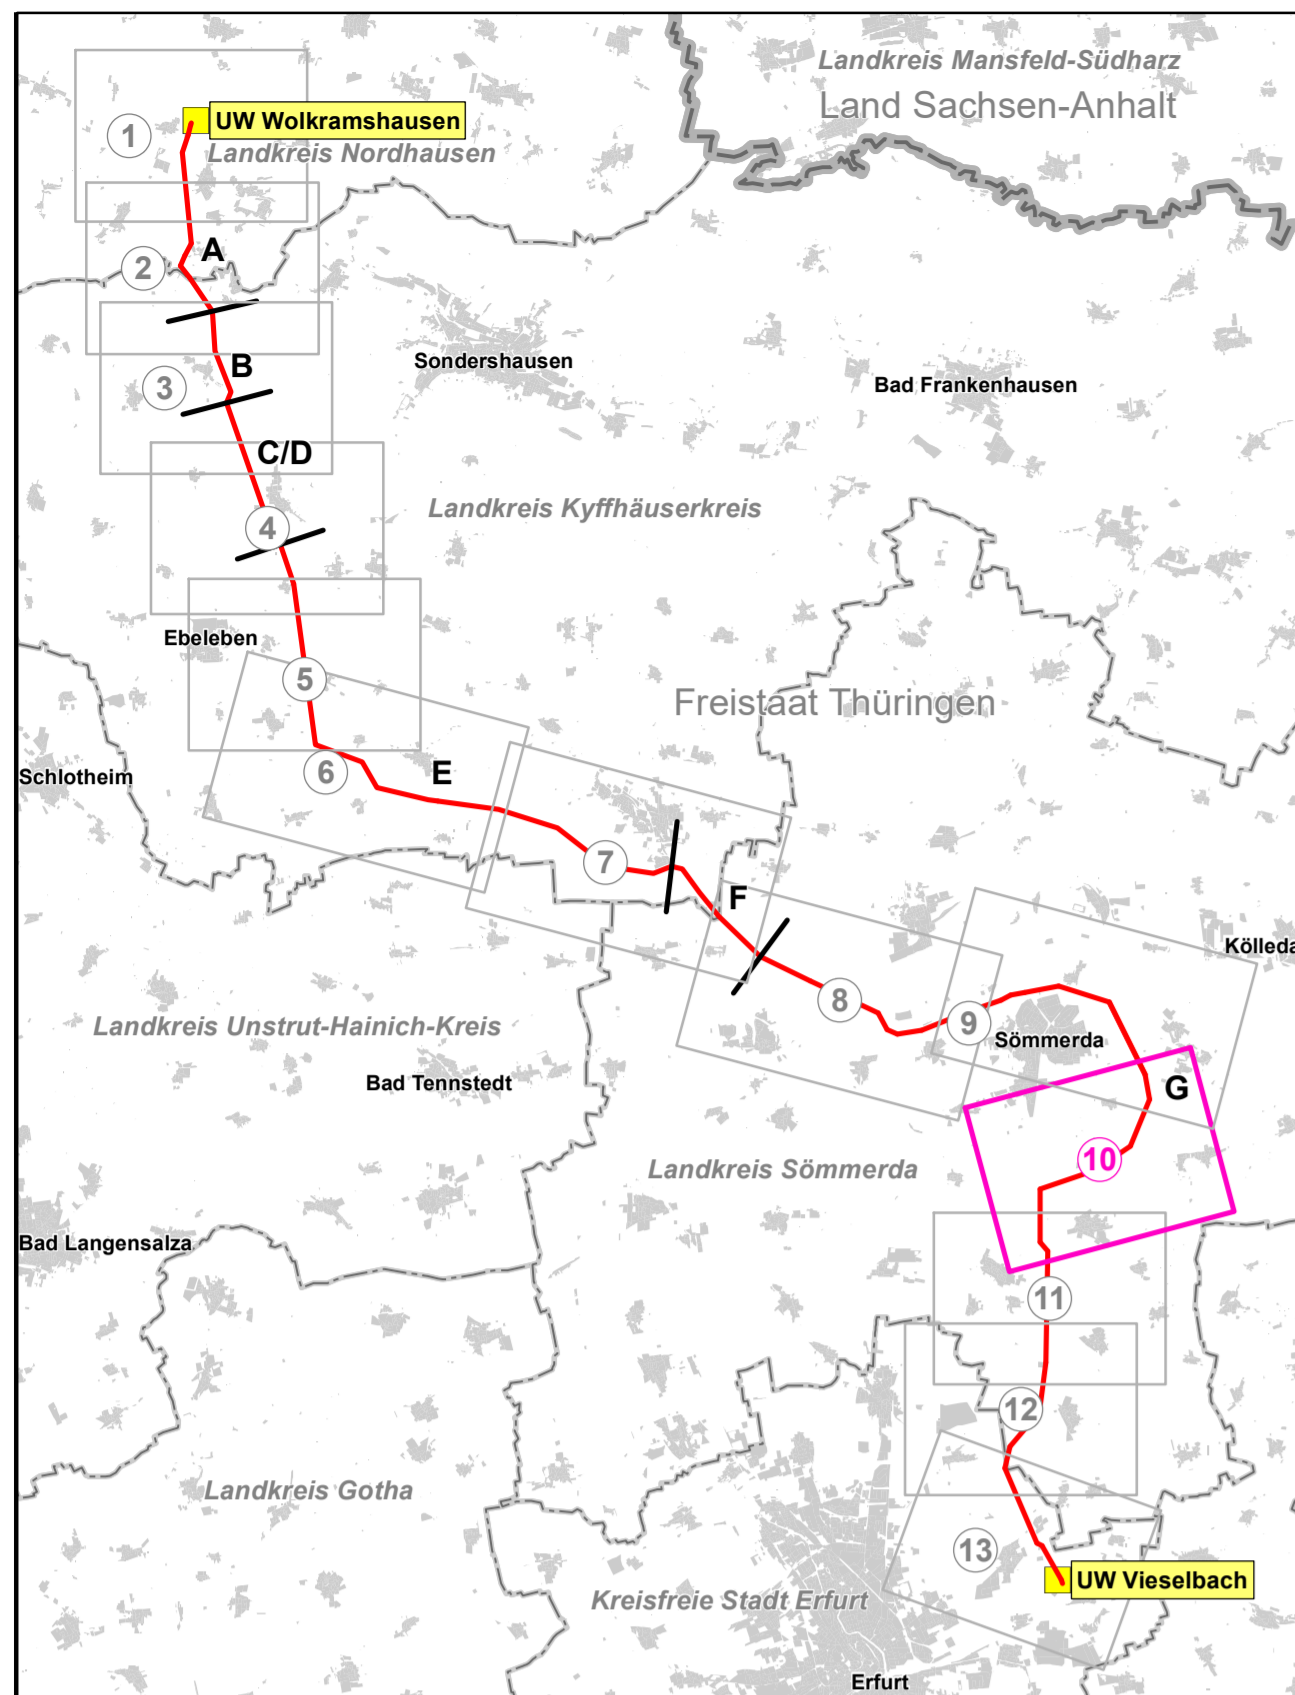 Landkreis Mansfeld-Südharz
Land Sachsen-Anhalt
UW Wolkramshausen
1
Landkreis Nordhausen
A
2
B
3
Sondershausen
Bad Frankenhausen
C/D
Landkreis Kyffhäuserkreis
4
Ebeleben
5
Freistaat Thüringen
6
E
Schlotheim
7
F
Kölleda
8
9
Landkreis Unstrut-Hainich-Kreis
Sömmerda
Bad Tennstedt
G
10
Landkreis Sömmerda
Bad Langensalza
11
12
Landkreis Gotha
13
UW Vieselbach
Kreisfreie Stadt Erfurt
Erfurt